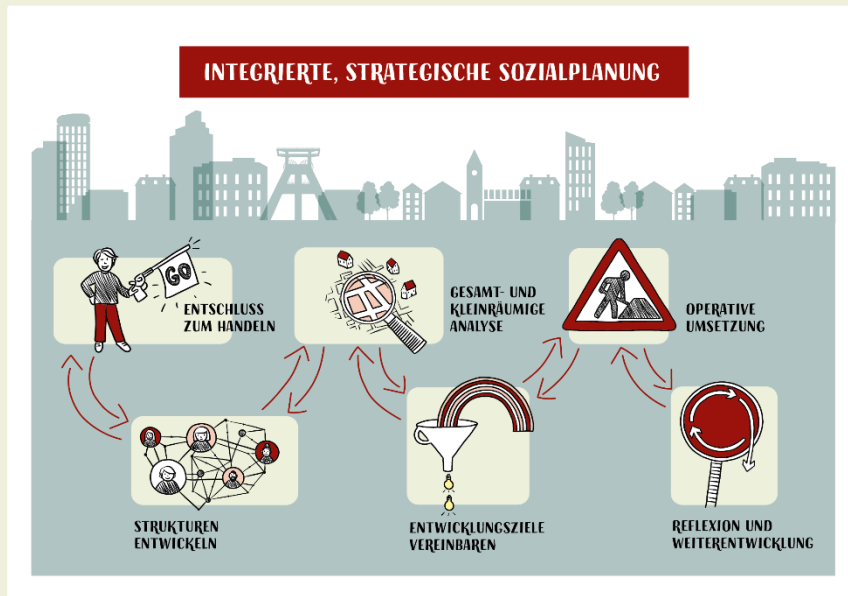 INTEGRIERTE, STRATEGISCHE SOZIALPLANUNG
GO
ENTSCHLUSS
ZUM HANDELN
GESAMT- UND
KLEINRÄUMIGE
ANALYSE
OPERATIVE
UMSETZUNG
STRUKTUREN
ENTWICKELN
ENTWICKLUNGSZIELE
VEREINBAREN
REFLEXION UND
WEITERENTWICKLUNG